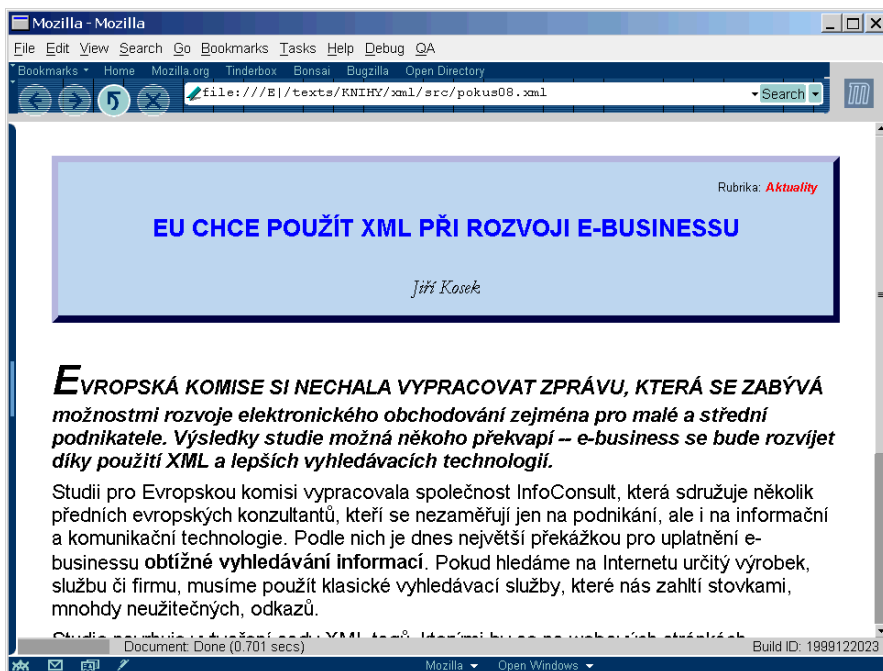 Mozilla - Mozilla
File Edit View Search Go Bookmarks Tasks Help Debug QA
Bookmarks Home Mozilla.org Tinderbox Bonsai Bugzilla Open Directory
file:///E|/texts/KNIHY/xml/src/pokus08.xml Search
Rubrika: Aktuality
EU CHCE POUŽÍT XML PŘI ROZVOJI E-BUSINESSU
Jiří Kosek
EVROPSKÁ KOMISE SI NECHALA VYPRACOVAT ZPRÁVU, KTERÁ SE ZABÝVÁ
možnostmi rozvoje elektronického obchodování zejména pro malé a střední
podnikatele. Výsledky studie možná někoho překvapí -- e-business se bude rozvíjet
díky použití XML a lepších vyhledávacích technologií.
Studii pro Evropskou komisi vypracovala společnost InfoConsult, která sdružuje několik
předních evropských konzultantů, kteří se nezaměřují jen na podnikání, ale i na informační
a komunikační technologie. Podle nich je dnes největší překážkou pro uplatnění e-
businessu obtížné vyhledávání informací. Pokud hledáme na Internetu určitý výrobek,
službu či firmu, musíme použít klasické vyhledávací služby, které nás zahltí stovkami,
mnohdy neužitečných, odkazů.
Document: Done (0.701 secs) Build ID: 1999122023
Mozilla Open Windows